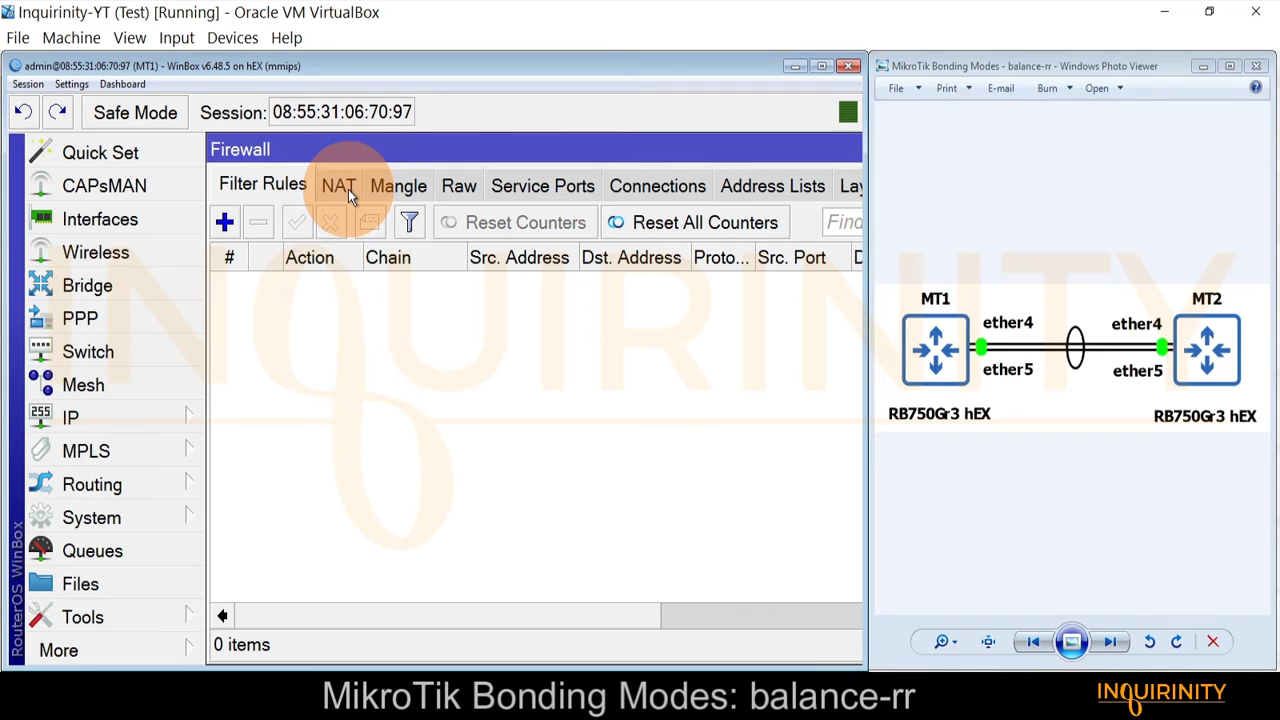 Inquirinity-YT (Test) [Running] - Oracle VM VirtualBox
File Machine View Input Devices Help
admin@08:55:31:06:70:97 (MT1) - WinBox v6.48.5 on hEX (mmips)
Session Settings Dashboard
Safe Mode Session: 08:55:31:06:70:97
Quick Set
CAPsMAN
Interfaces
Wireless
Bridge
PPP
Switch
Mesh
255 IP
MPLS
Routing
System
Queues
Files
Tools
More
RouterOS WinBox
Firewall
Filter Rules NAT Mangle Raw Service Ports Connections Address Lists Lay
Reset Counters Reset All Counters Find
# Action Chain Src. Address Dst. Address Proto... Src. Port D
0 items
MikroTik Bonding Modes - balance-rr - Windows Photo Viewer
File Print E-mail Burn Open
MT1 MT2
ether4 ether4
ether5 ether5
RB750Gr3 hEX RB750Gr3 hEX
INQUIRINITY
MikroTik Bonding Modes: balance-rr
INQUIRINITY